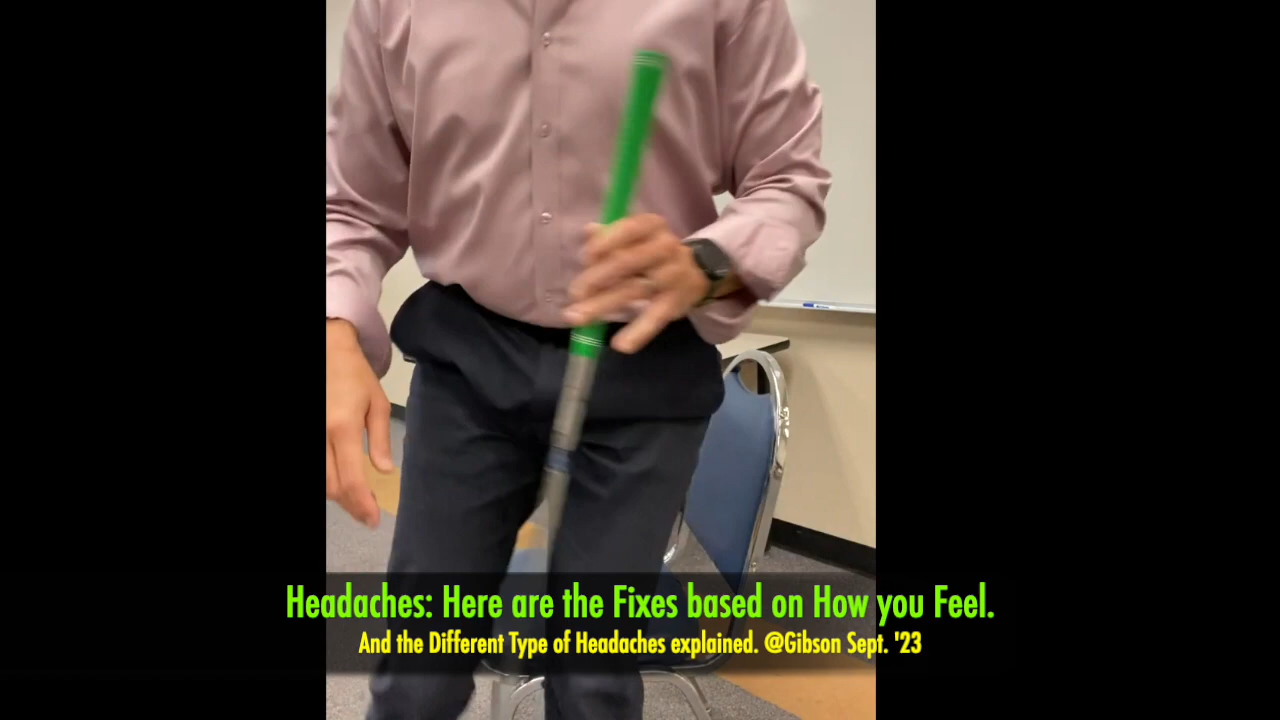 Headaches: Here are the Fixes based on How you Feel.
And the Different Type of Headaches explained. @Gibson Sept. '23